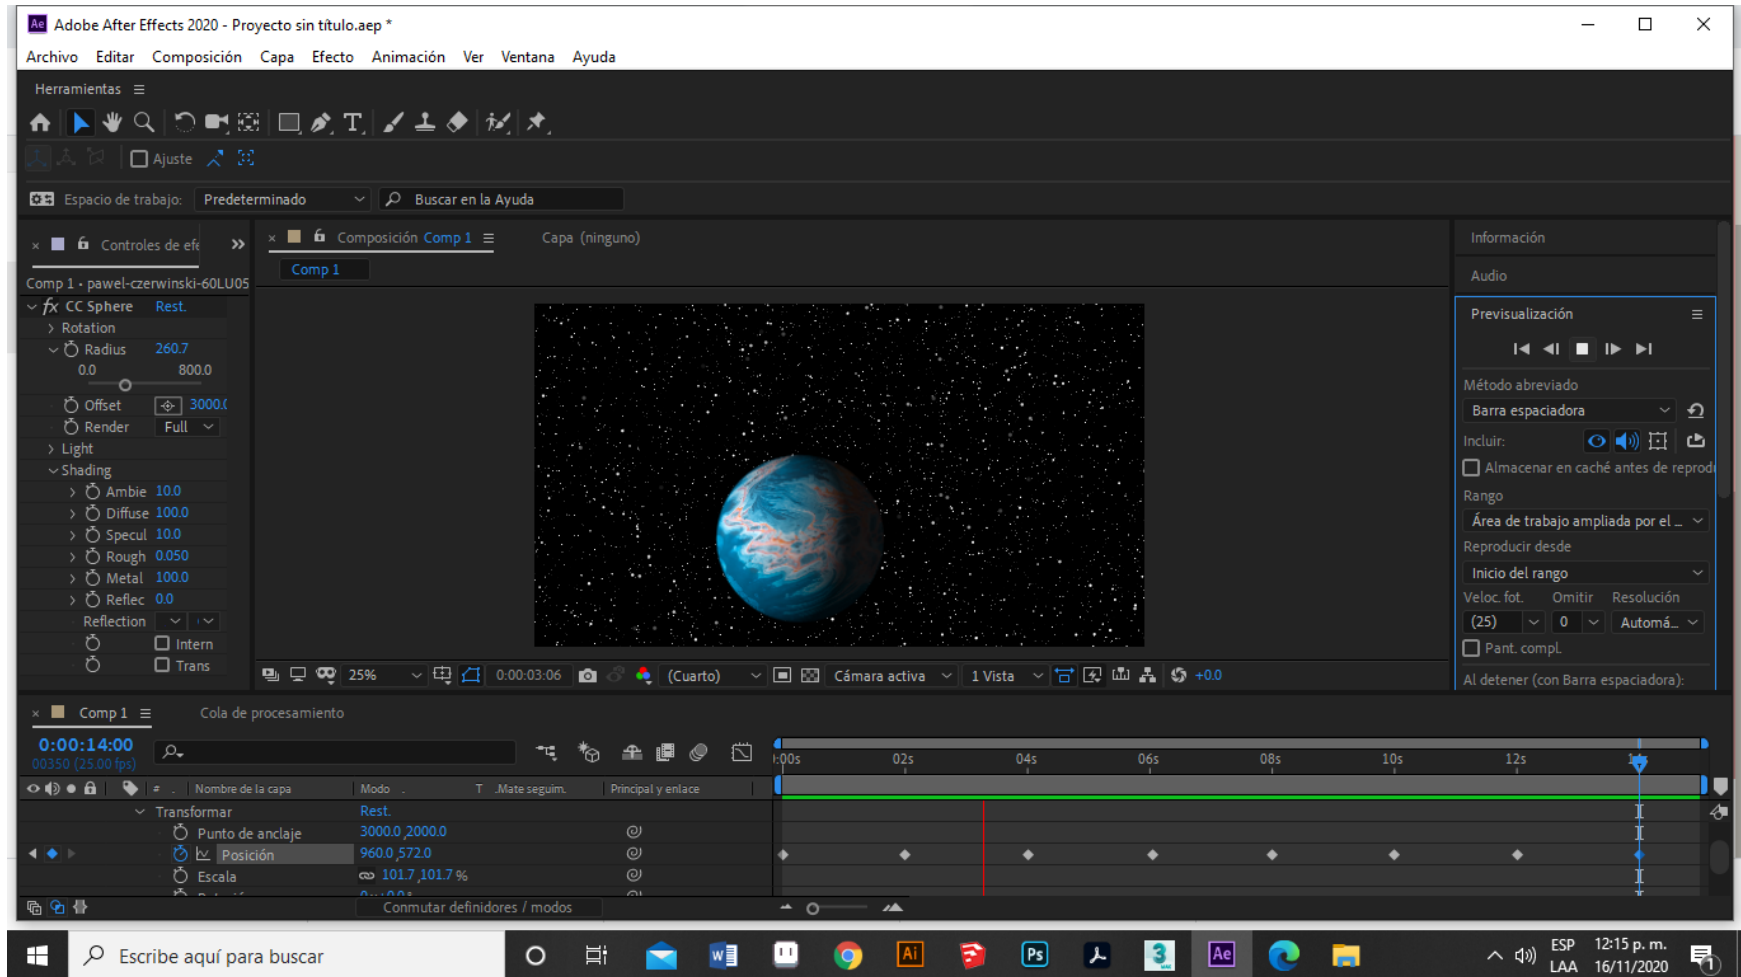 Ae Adobe After Effects 2020 - Proyecto sin título.aep *
Archivo Editar Composición Capa Efecto Animación Ver Ventana Ayuda
Herramientas
T
Ajuste
Espacio de trabajo: Predeterminado Buscar en la Ayuda
Controles de efe
Composición Comp 1 Capa (ninguno)
Comp 1
Comp 1 • pawel-czerwinski-60LU05
fx CC Sphere Rest.
Rotation
Radius 260.7
0.0 800.0
Offset 3000.0
Render Full
Light
Shading
Ambie 10.0
Diffuse 100.0
Specul 10.0
Rough 0.050
Metal 100.0
Reflec 0.0
Reflection
Intern
Trans
25% 0:00:03:06 (Cuarto) Cámara activa 1 Vista +0.0
Información
Audio
Previsualización
Método abreviado
Barra espaciadora
Incluir:
Almacenar en caché antes de reprodu
Rango
Área de trabajo ampliada por el ...
Reproducir desde
Inicio del rango
Veloc. fot. Omitir Resolución
(25) 0 Automá...
Pant. compl.
Al detener (con Barra espaciadora):
Comp 1 Cola de procesamiento
0:00:14:00
00350 (25.00 fps)
:00s 02s 04s 06s 08s 10s 12s
# . Nombre de la capa Modo . T .Mate seguim. Principal y enlace
Transformar Rest.
Punto de anclaje 3000.0,2000.0
Posición 960.0,572.0
Escala 101.7,101.7%
Conmutar definidores / modos
Escribe aquí para buscar
W Ai Ps 3 Ae
ESP
LAA
12:15 p. m.
16/11/2020
1